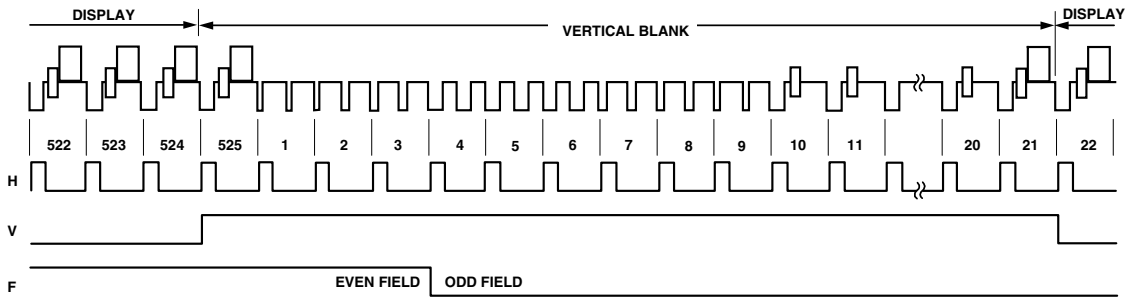 DISPLAY VERTICAL BLANK DISPLAY
522 523 524 525 1 2 3 4 5 6 7 8 9 10 11 20 21 22
H
V
F EVEN FIELD ODD FIELD